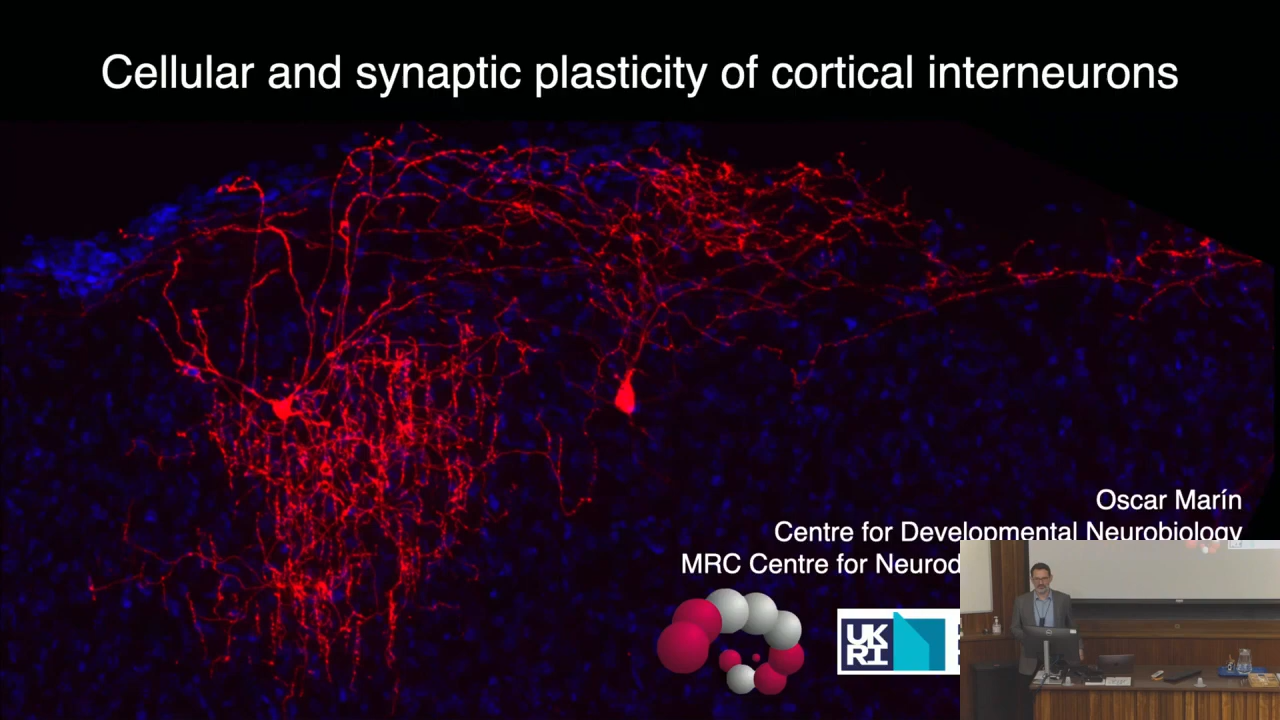 Cellular and synaptic plasticity of cortical interneurons
Oscar Marín
Centre for Developmental Neurobiology
MRC Centre for Neurod
UK
RI